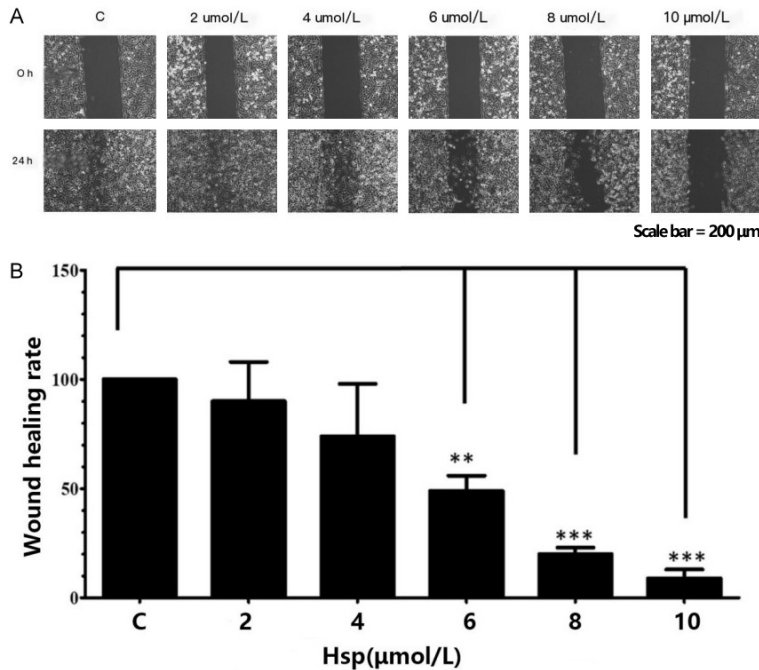 A
C 2 umol/L 4 umol/L 6 umol/L 8 umol/L 10 µmol/L
0 h
24 h
Scale bar = 200 µm
B
Wound healing rate
150
100
50
0
**
***
***
C 2 4 6 8 10
Hsp(µmol/L)